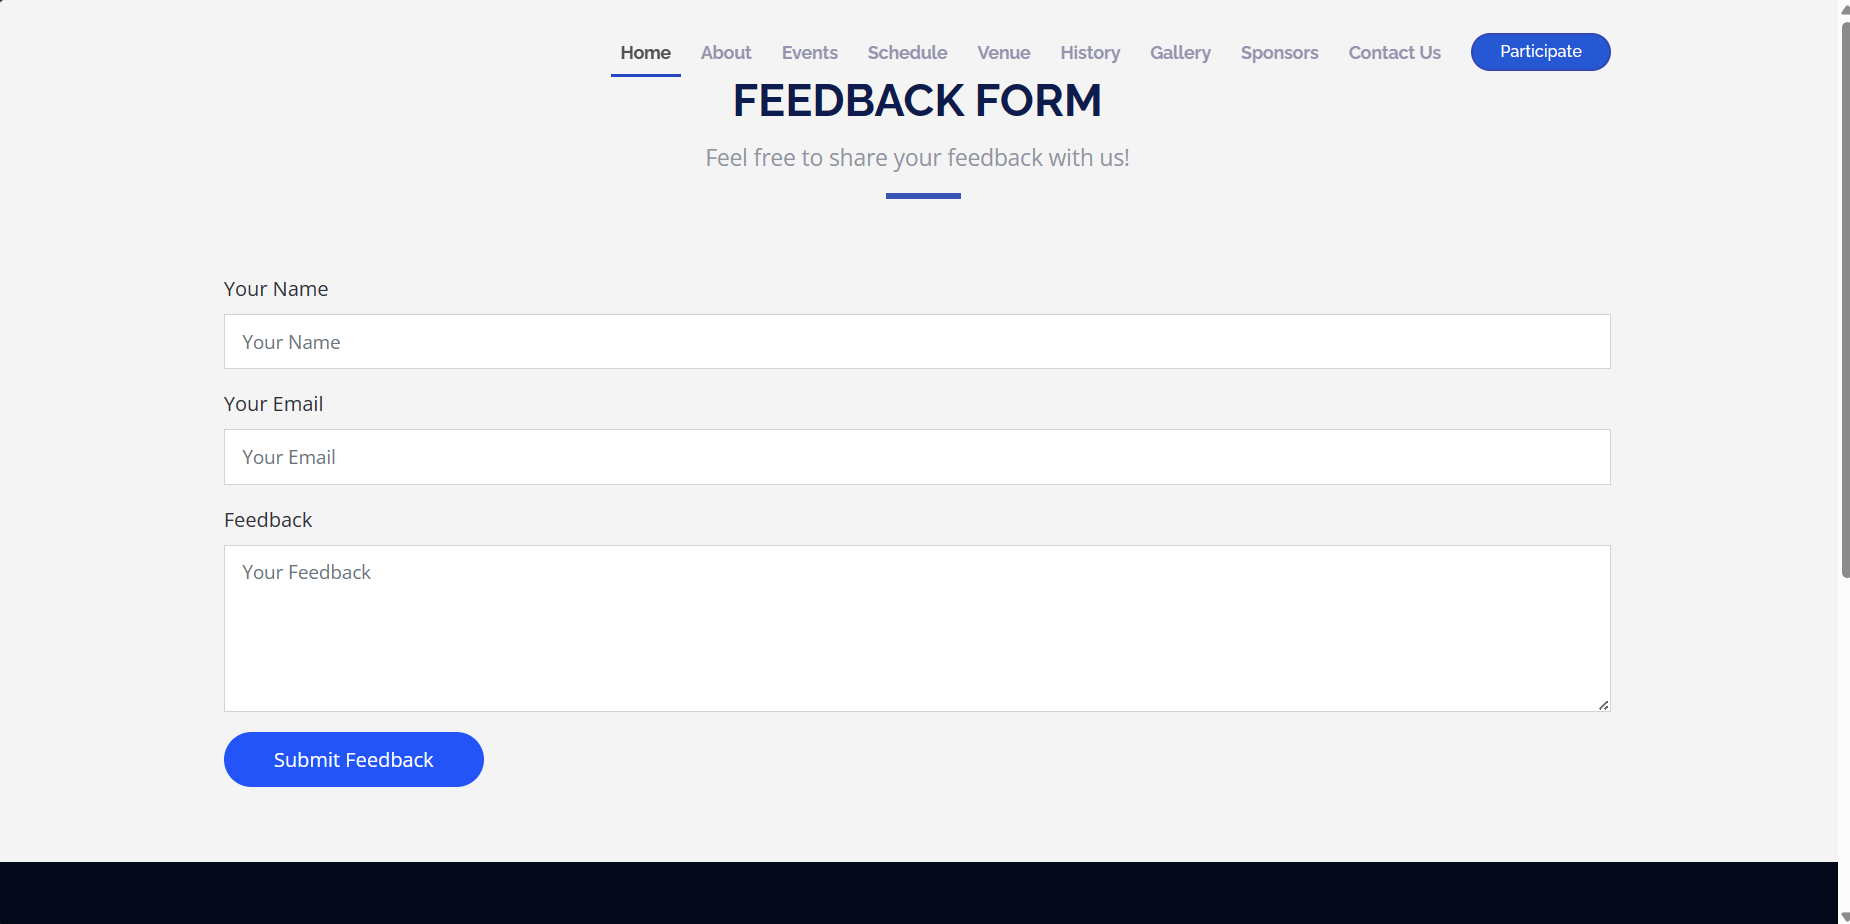 Home About Events Schedule Venue History Gallery Sponsors Contact Us Participate
FEEDBACK FORM
Feel free to share your feedback with us!
Your Name
Your Name
Your Email
Your Email
Feedback
Your Feedback
Submit Feedback